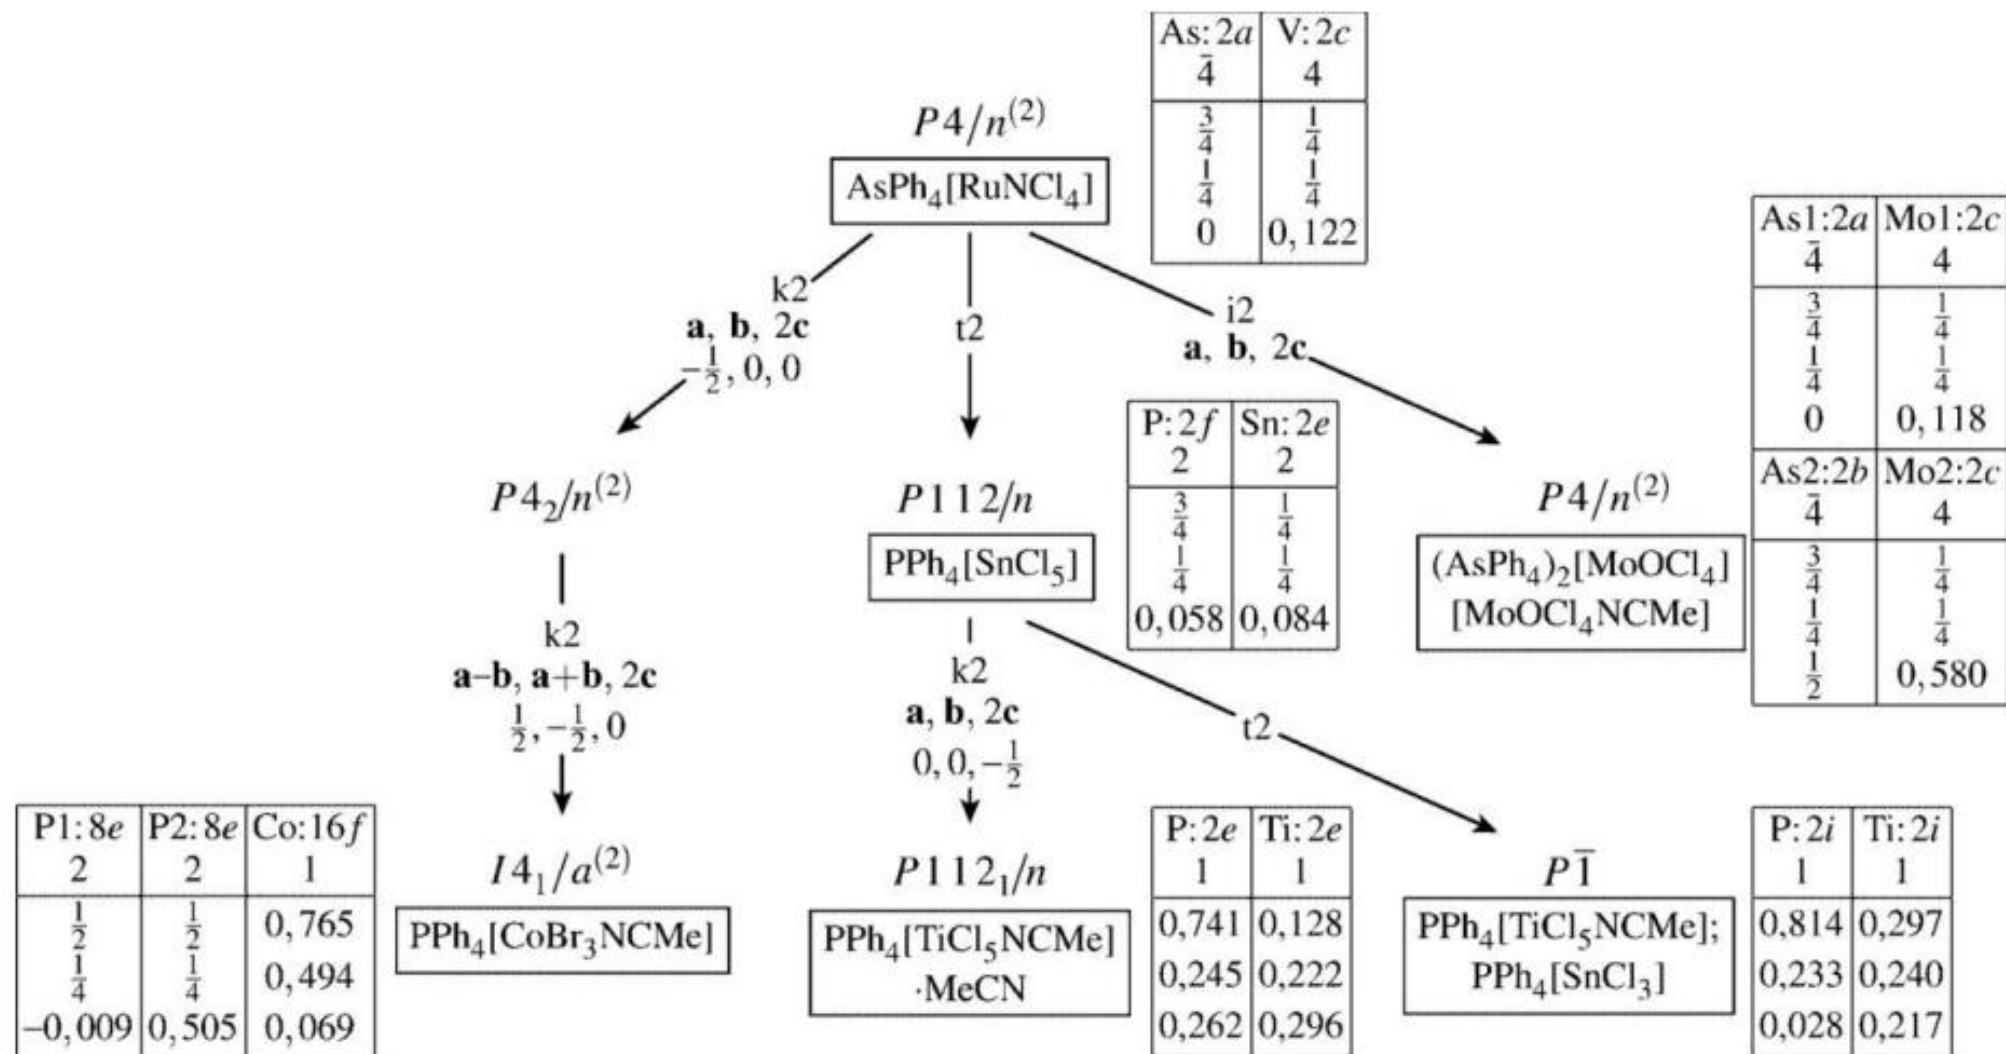 As: 2a V: 2c
4̄ 4
3/4 1/4
1/4 1/4
0 0,122
P4/n⁽²⁾
AsPh₄[RuNCl₄]
k2
a, b, 2c
−1/2, 0, 0
t2
i2
a, b, 2c
As1:2a Mo1:2c
4̄ 4
3/4 1/4
1/4 1/4
0 0,118
As2:2b Mo2:2c
4̄ 4
3/4 1/4
1/4 1/4
1/2 0,580
P4₂/n⁽²⁾
P112/n
PPh₄[SnCl₅]
P: 2f Sn: 2e
2 2
3/4 1/4
1/4 1/4
0,058 0,084
P4/n⁽²⁾
(AsPh₄)₂[MoOCl₄]
[MoOCl₄NCMe]
k2
a–b, a+b, 2c
1/2, −1/2, 0
k2
a, b, 2c
0, 0, −1/2
t2
P1: 8e P2: 8e Co: 16f
2 2 1
1/2 1/2 0,765
1/4 1/4 0,494
−0,009 0,505 0,069
I4₁/a⁽²⁾
PPh₄[CoBr₃NCMe]
P112₁/n
PPh₄[TiCl₅NCMe]
·MeCN
P: 2e Ti: 2e
1 1
0,741 0,128
0,245 0,222
0,262 0,296
P1̄
PPh₄[TiCl₅NCMe];
PPh₄[SnCl₃]
P: 2i Ti: 2i
1 1
0,814 0,297
0,233 0,240
0,028 0,217